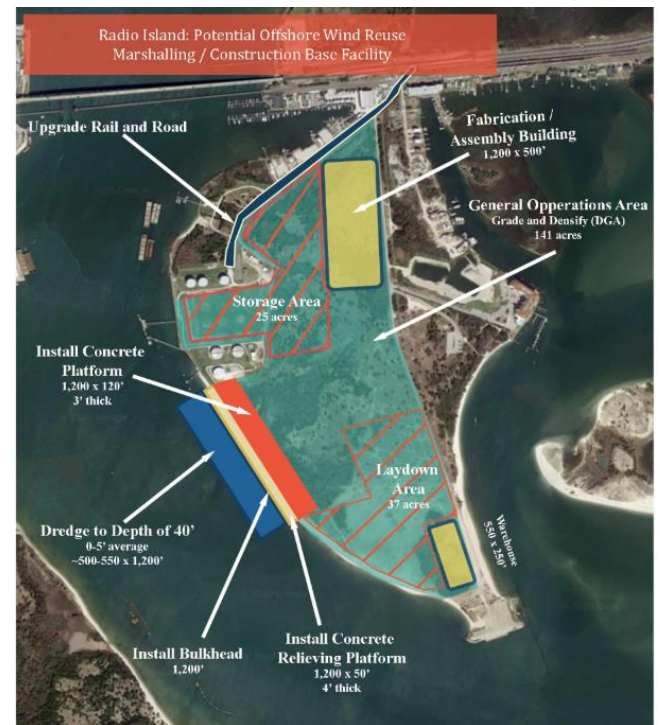 Radio Island: Potential Offshore Wind Reuse
Marshalling / Construction Base Facility
Upgrade Rail and Road
Fabrication /
Assembly Building
1,200 x 500'
General Opperations Area
Grade and Densify (DGA)
141 acres
Storage Area
25 acres
Install Concrete
Platform
1,200 x 120'
3' thick
Laydown
Area
37 acres
Warehouse
550 x 250'
Dredge to Depth of 40'
0-5' average
~500-550 x 1,200'
Install Bulkhead
1,200'
Install Concrete
Relieving Platform
1,200 x 50'
4' thick